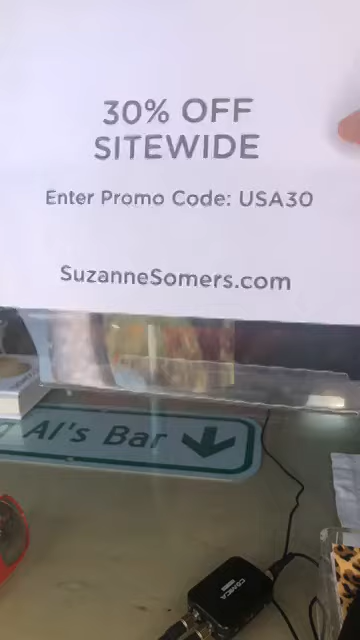 30% OFF
SITEWIDE
Enter Promo Code: USA30
SuzanneSomers.com
Al's Bar